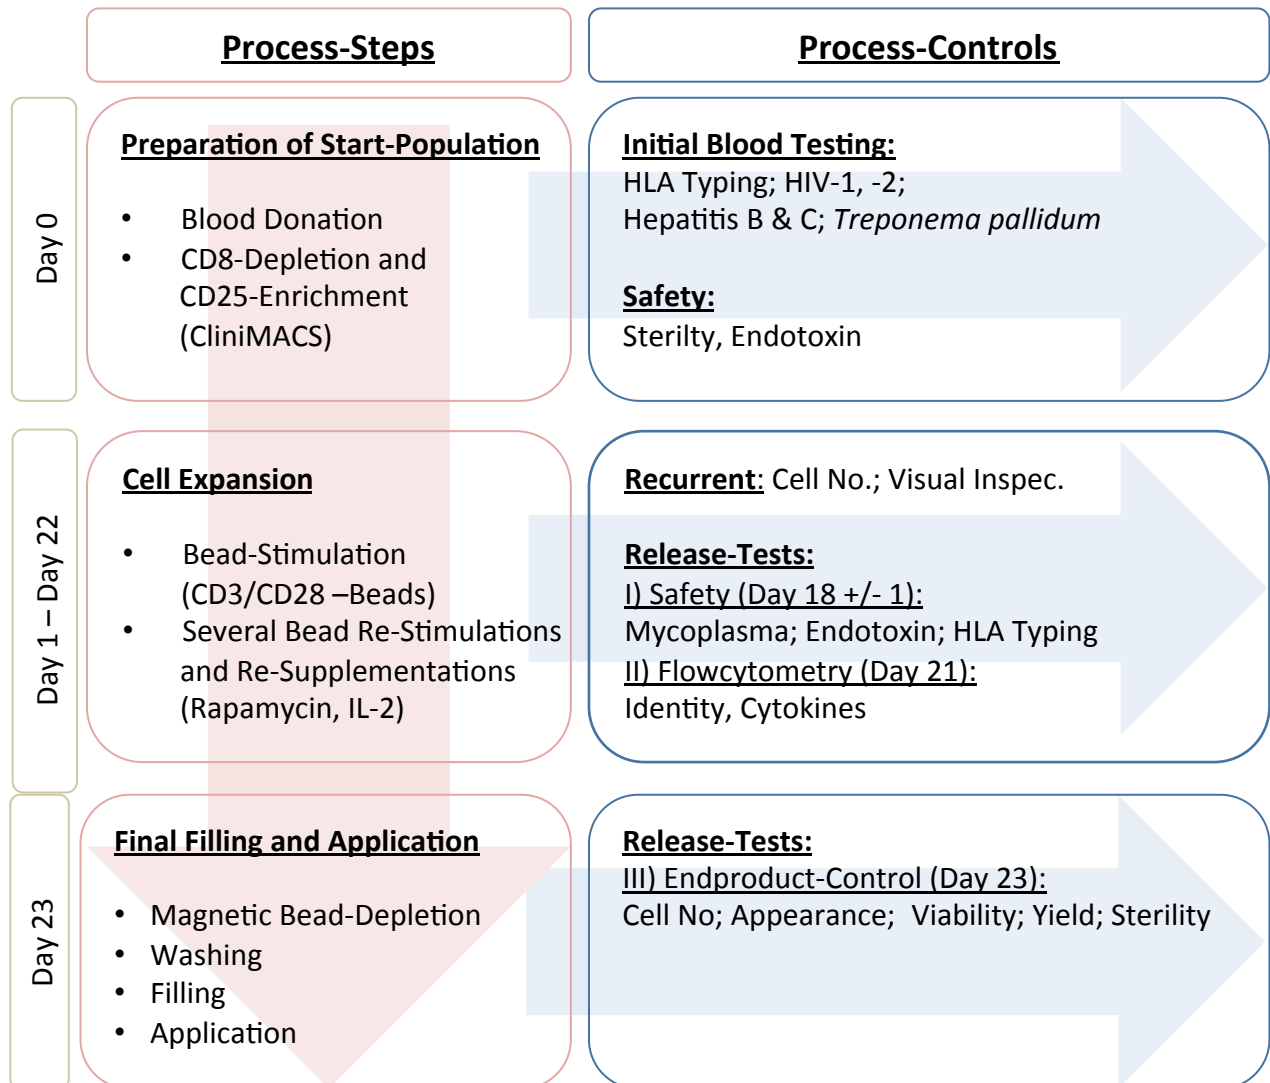 Process-Steps
Process-Controls
Day 0
Preparation of Start-Population
• Blood Donation
• CD8-Depletion and
CD25-Enrichment
(CliniMACS)
Initial Blood Testing:
HLA Typing; HIV-1, -2;
Hepatitis B & C; Treponema pallidum
Safety:
Sterilty, Endotoxin
Day 1 – Day 22
Cell Expansion
• Bead-Stimulation
(CD3/CD28 –Beads)
• Several Bead Re-Stimulations
and Re-Supplementations
(Rapamycin, IL-2)
Recurrent: Cell No.; Visual Inspec.
Release-Tests:
I) Safety (Day 18 +/- 1):
Mycoplasma; Endotoxin; HLA Typing
II) Flowcytometry (Day 21):
Identity, Cytokines
Day 23
Final Filling and Application
• Magnetic Bead-Depletion
• Washing
• Filling
• Application
Release-Tests:
III) Endproduct-Control (Day 23):
Cell No; Appearance; Viability; Yield; Sterility